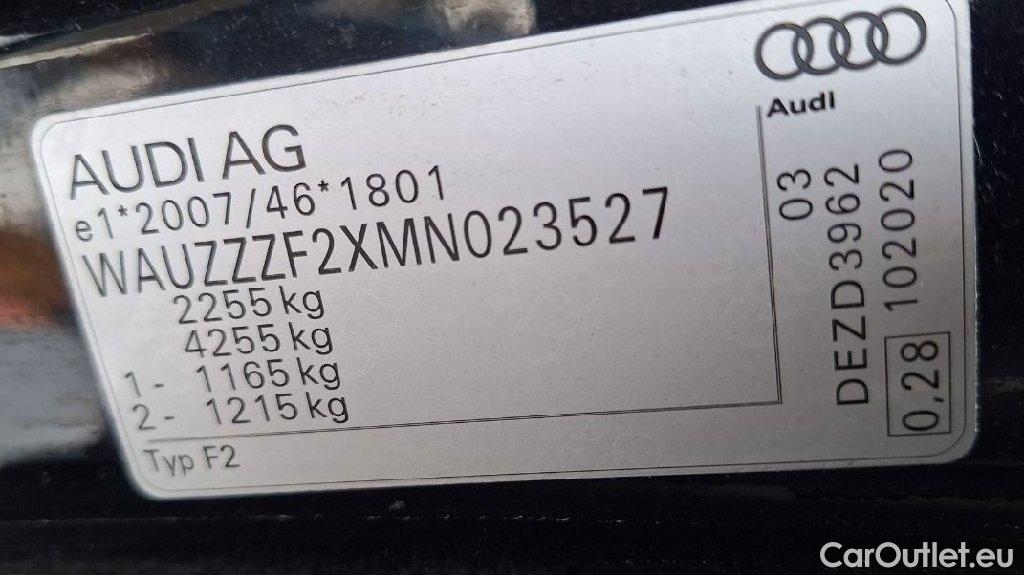 AUDI AG
e1*2007/46*1801
WAUZZZF2XMN023527
2255 kg
4255 kg
1 - 1165 kg
2 - 1215 kg
Typ F2
Audi
03
DEZD3962
102020
0,28
CarOutlet.eu